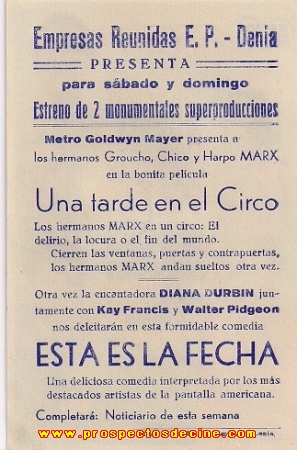 Empresas Reunidas E. P. - Denia
PRESENTA
para sábado y domingo
Estreno de 2 monumentales superproducciones
Metro Goldwyn Mayer presenta a
los hermanos Groucho, Chico y Harpo MARX
en la bonita película
Una tarde en el Circo
Los hermanos MARX en un circo: El
delirio, la locura o el fin del mundo.
Cierren las ventanas, puertas y contrapuertas,
los hermanos MARX andan sueltos otra vez.
Otra vez la encantadora DIANA DURBIN jun-
tamente con Kay Francis y Walter Pidgeon
nos deleitarán en esta formidable comedia
ESTA ES LA FECHA
Una deliciosa comedia interpretada por los más
destacados artistas de la pantalla americana.
Completará: Noticiario de esta semana
www.prospectosdecine.com